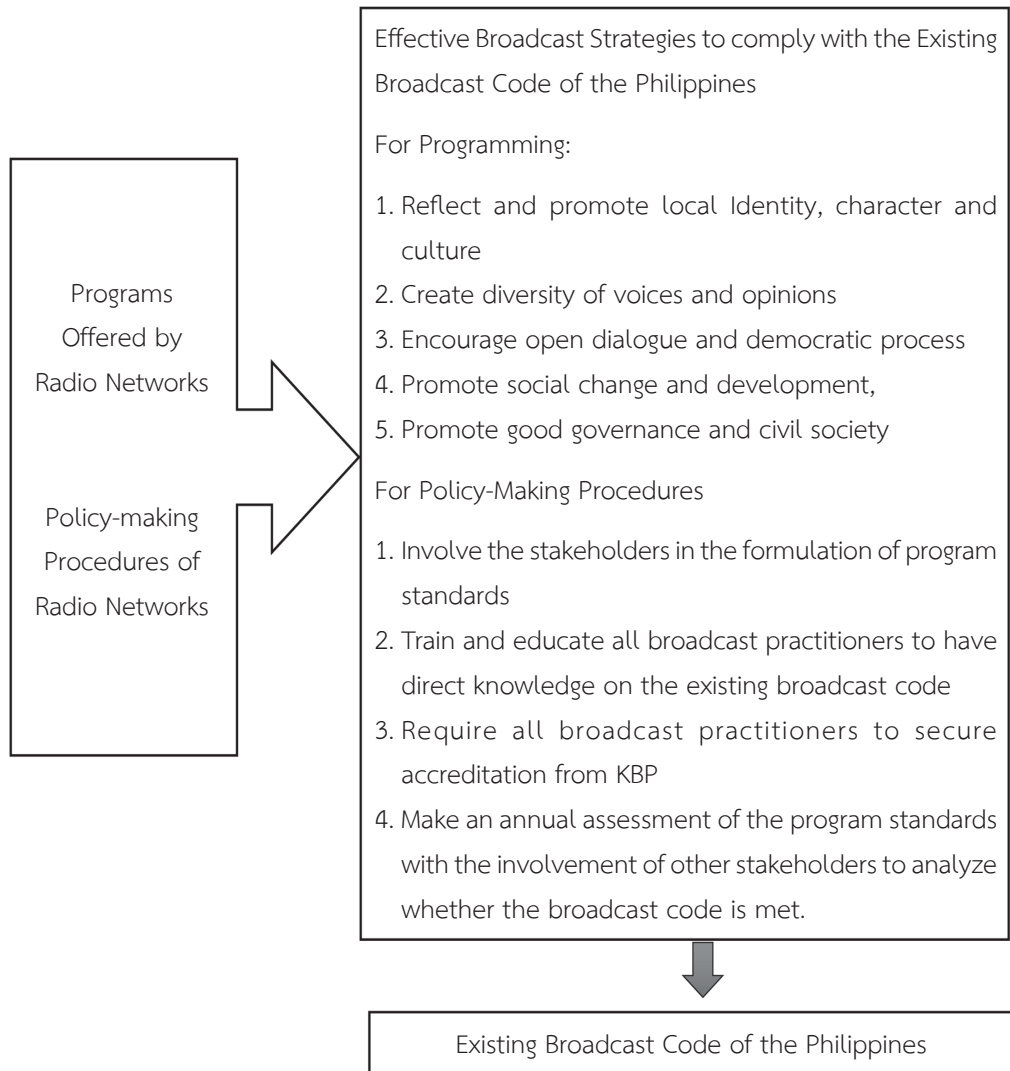 Programs
Offered by
Radio Networks
Policy-making
Procedures of
Radio Networks
Effective Broadcast Strategies to comply with the Existing
Broadcast Code of the Philippines
For Programming:
1. Reflect and promote local Identity, character and
culture
2. Create diversity of voices and opinions
3. Encourage open dialogue and democratic process
4. Promote social change and development,
5. Promote good governance and civil society
For Policy-Making Procedures
1. Involve the stakeholders in the formulation of program
standards
2. Train and educate all broadcast practitioners to have
direct knowledge on the existing broadcast code
3. Require all broadcast practitioners to secure
accreditation from KBP
4. Make an annual assessment of the program standards
with the involvement of other stakeholders to analyze
whether the broadcast code is met.
Existing Broadcast Code of the Philippines